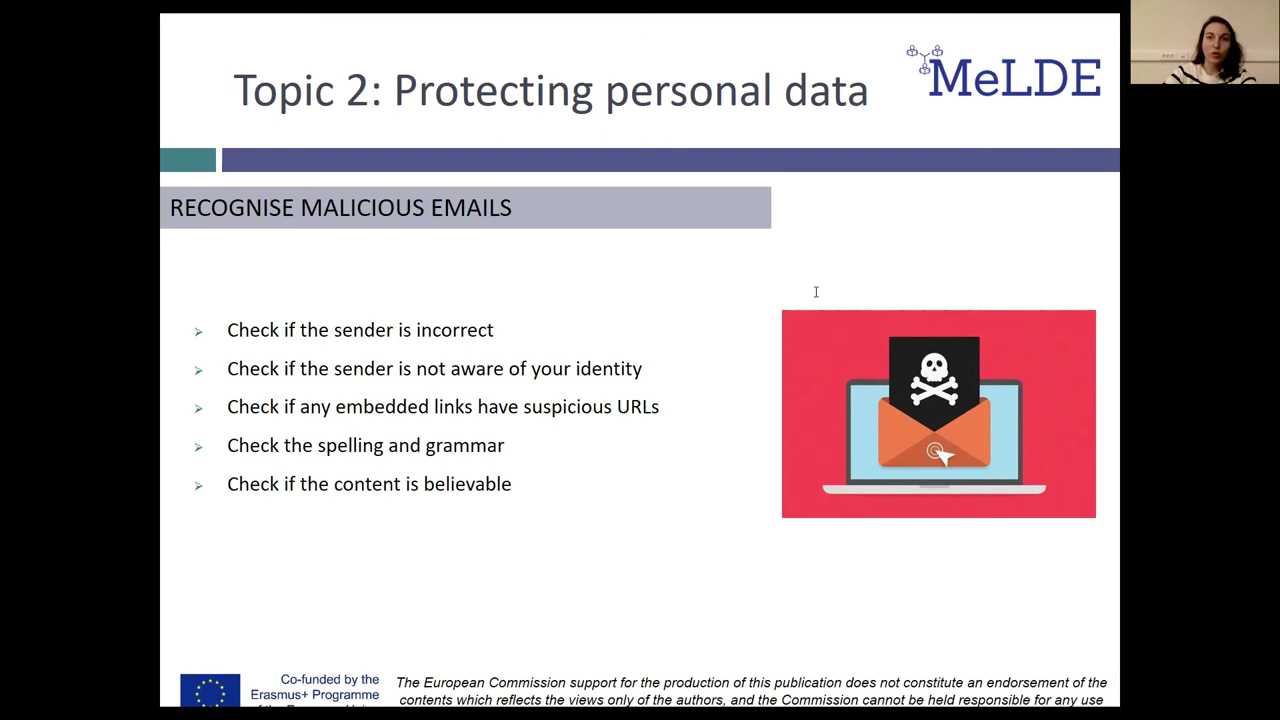 Topic 2: Protecting personal data
MeLDE
RECOGNISE MALICIOUS EMAILS
Check if the sender is incorrect
Check if the sender is not aware of your identity
Check if any embedded links have suspicious URLs
Check the spelling and grammar
Check if the content is believable
Co-funded by the
Erasmus+ Programme
The European Commission support for the production of this publication does not constitute an endorsement of the
contents which reflects the views only of the authors, and the Commission cannot be held responsible for any use